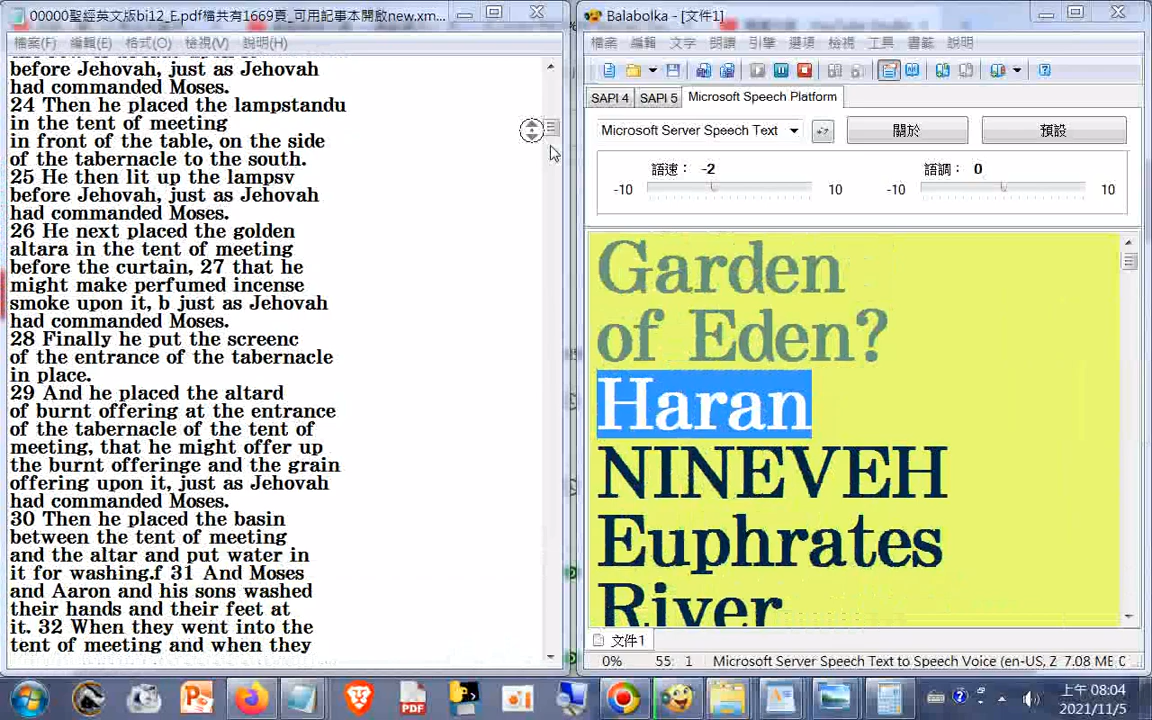 00000聖經英文版bi12_E.pdf檔共有1669頁_可用記事本開啟new.xm...
檔案(F) 編輯(E) 格式(O) 檢視(V) 說明(H)
before Jehovah, just as Jehovah
had commanded Moses.
24 Then he placed the lampstandu
in the tent of meeting
in front of the table, on the side
of the tabernacle to the south.
25 He then lit up the lampsv
before Jehovah, just as Jehovah
had commanded Moses.
26 He next placed the golden
altara in the tent of meeting
before the curtain, 27 that he
might make perfumed incense
smoke upon it, b just as Jehovah
had commanded Moses.
28 Finally he put the screenc
of the entrance of the tabernacle
in place.
29 And he placed the altard
of burnt offering at the entrance
of the tabernacle of the tent of
meeting, that he might offer up
the burnt offeringe and the grain
offering upon it, just as Jehovah
had commanded Moses.
30 Then he placed the basin
between the tent of meeting
and the altar and put water in
it for washing.f 31 And Moses
and Aaron and his sons washed
their hands and their feet at
it. 32 When they went into the
tent of meeting and when they
Balabolka - [文件1]
檔案 編輯 文字 朗讀 引擎 選項 檢視 工具 書籤 說明
SAPI 4 SAPI 5 Microsoft Speech Platform
Microsoft Server Speech Text 關於 預設
語速： -2 語調： 0
-10 10 -10 10
Garden
of Eden?
Haran
NINEVEH
Euphrates
River
文件1
0% 55: 1 Microsoft Server Speech Text to Speech Voice (en-US, Z 7.08 ME
PDF
上午 08:04
2021/11/5